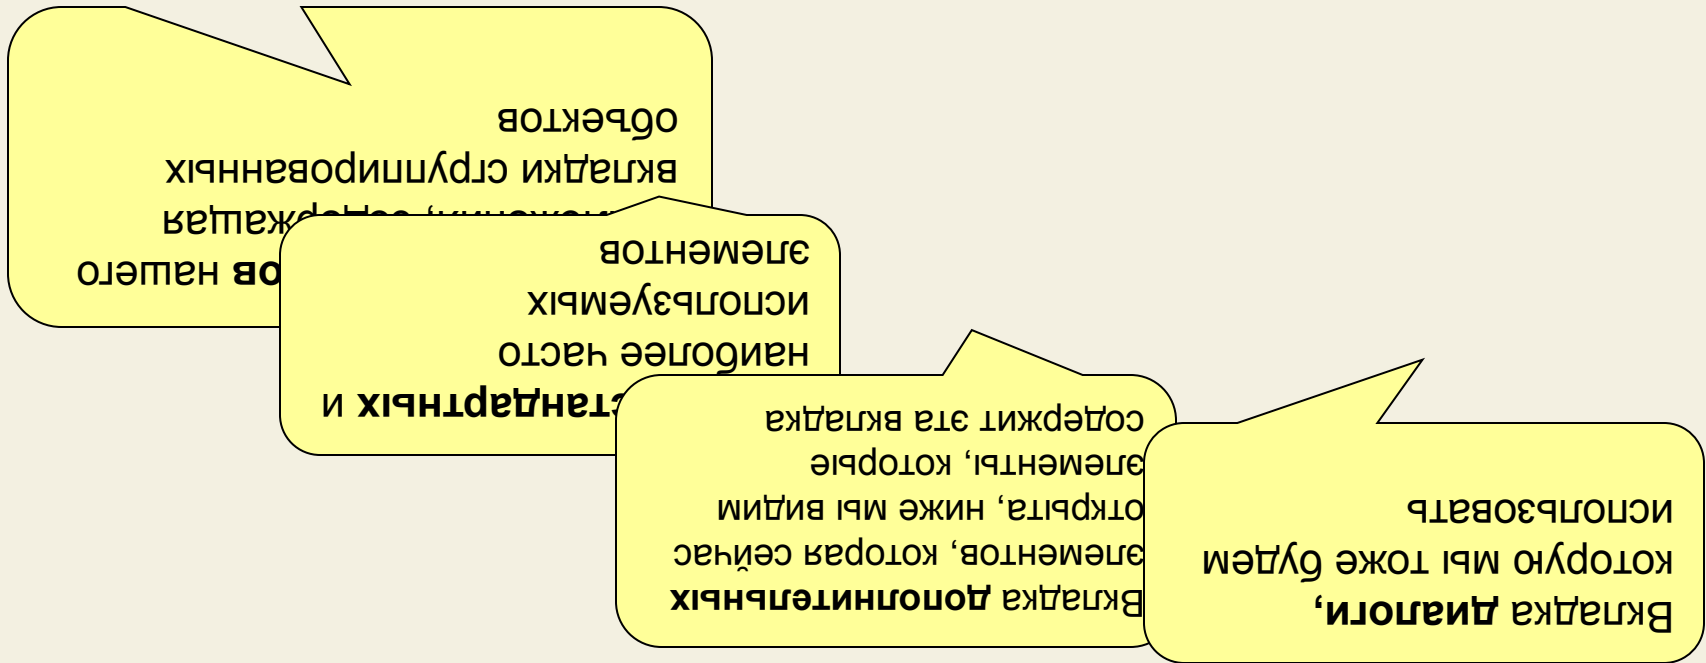 Вкладка диалоги,
которую мы тоже будем
использовать
Вкладка дополнительных
элементов, которая сейчас
открыта, ниже мы видим
элементы, которые
содержит эта вкладка
стандартных и
наиболее часто
используемых
элементов
нашего
содержащая
вкладки сгруппированных
объектов